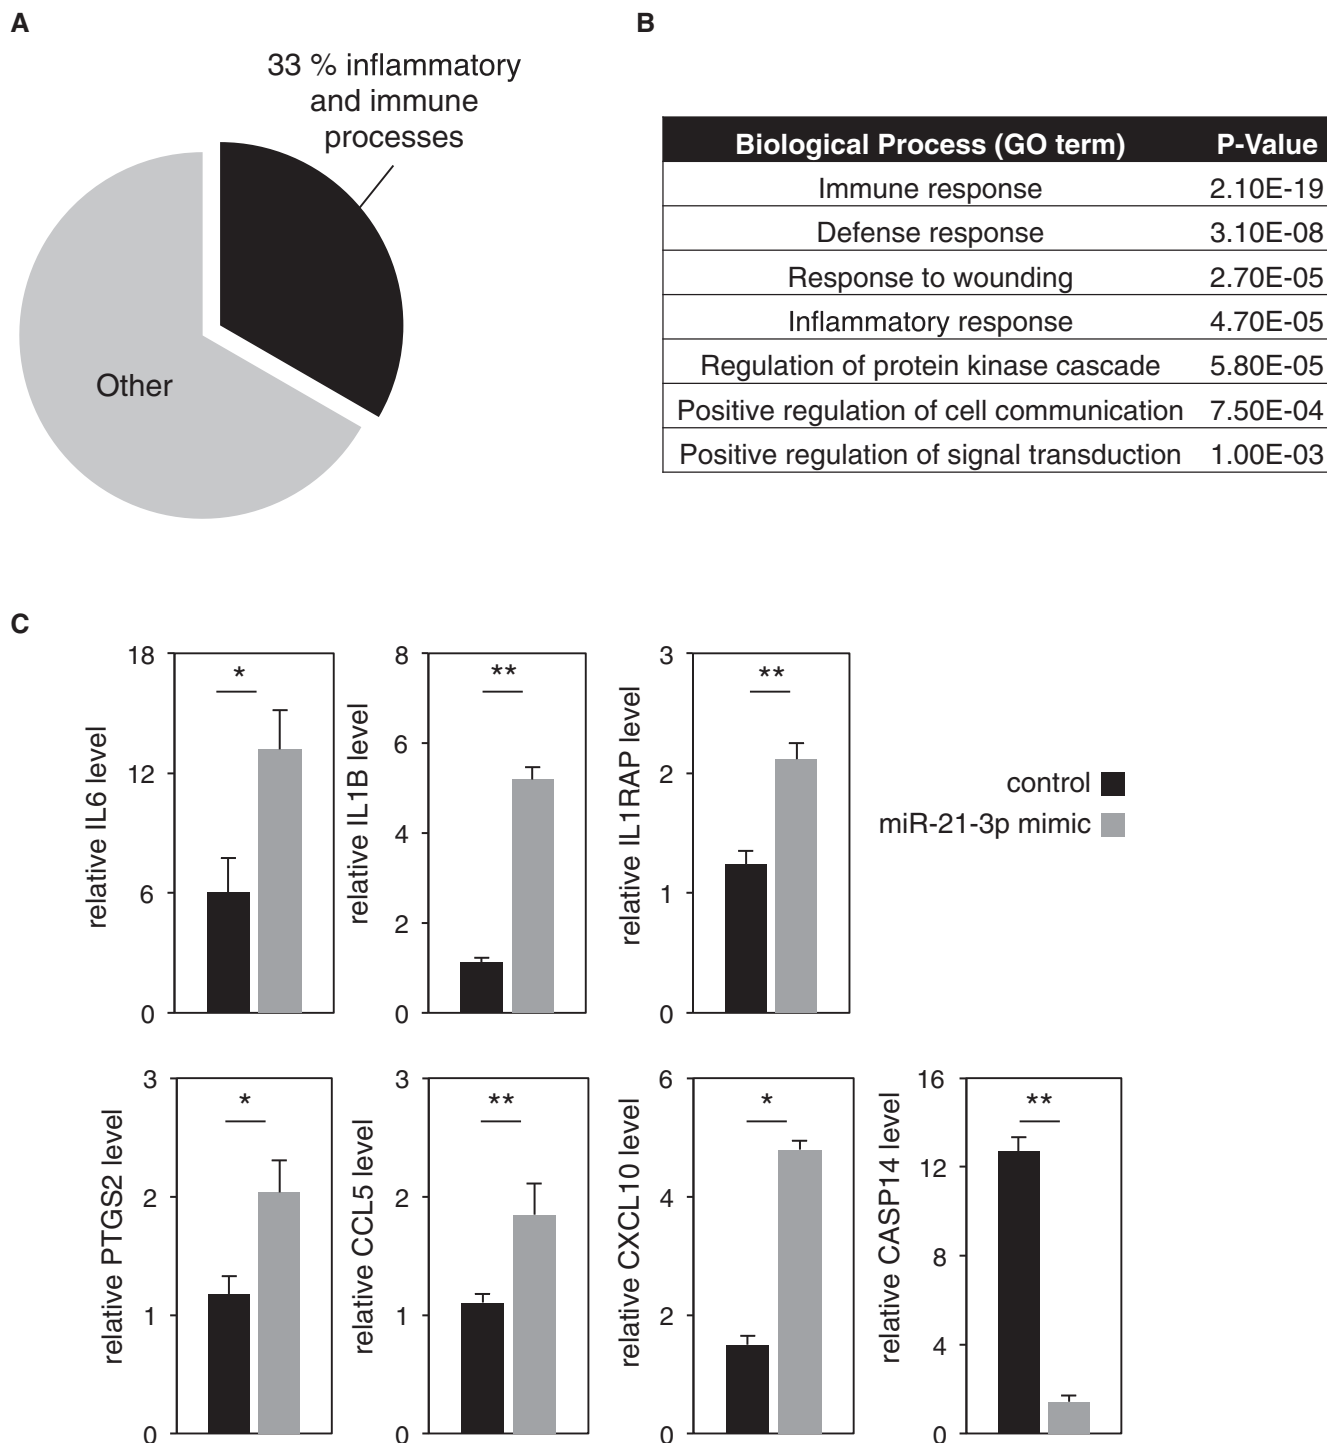 A
33 % inflammatory
and immune
processes
Other
B
Biological Process (GO term) P-Value
Immune response 2.10E-19
Defense response 3.10E-08
Response to wounding 2.70E-05
Inflammatory response 4.70E-05
Regulation of protein kinase cascade 5.80E-05
Positive regulation of cell communication 7.50E-04
Positive regulation of signal transduction 1.00E-03
C
relative IL6 level
18
12
6
0
*
relative IL1B level
8
6
4
2
0
**
relative IL1RAP level
3
2
1
0
**
control
miR-21-3p mimic
relative PTGS2 level
3
2
1
0
*
relative CCL5 level
3
2
1
0
**
relative CXCL10 level
6
4
2
0
*
relative CASP14 level
16
12
8
4
0
**